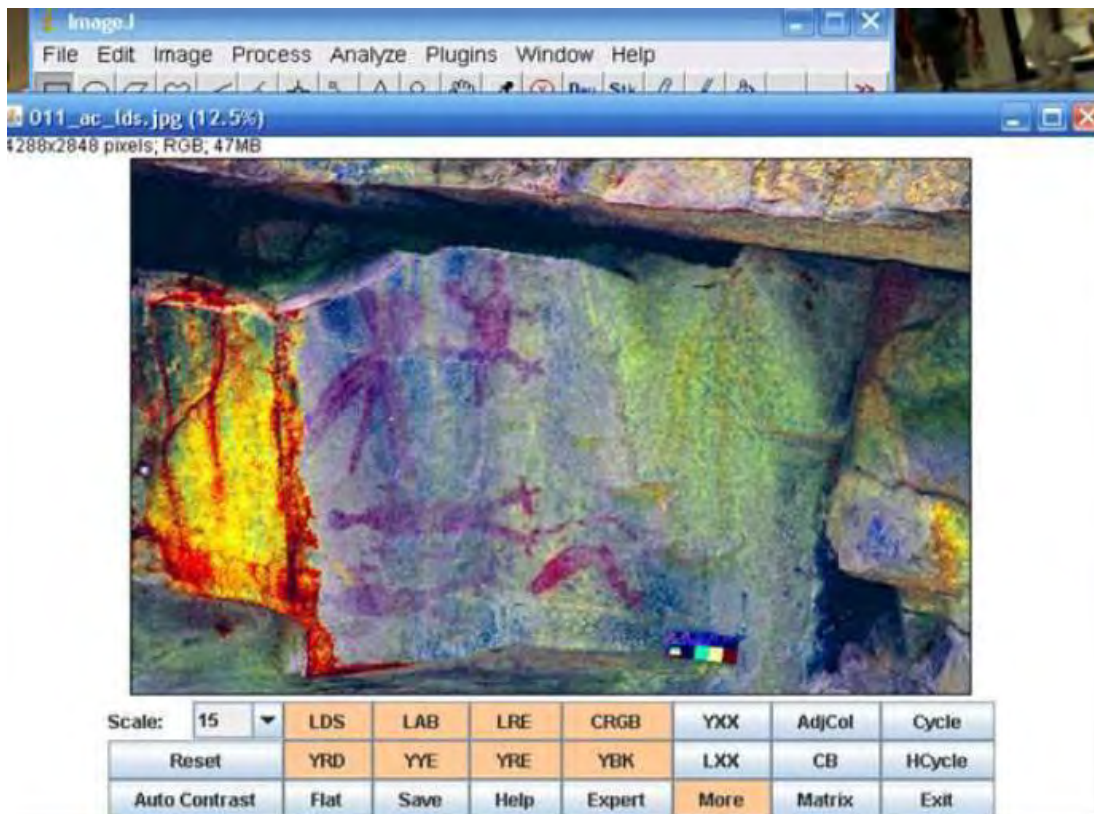 ImageJ
File Edit Image Process Analyze Plugins Window Help
Dev Stk >>
011_ac_lds.jpg (12.5%)
4288x2848 pixels; RGB; 47MB
Scale: 15 LDS LAB LRE CRGB YXX AdjCol Cycle
Reset YRD YYE YRE YBK LXX CB HCycle
Auto Contrast Flat Save Help Expert More Matrix Exit